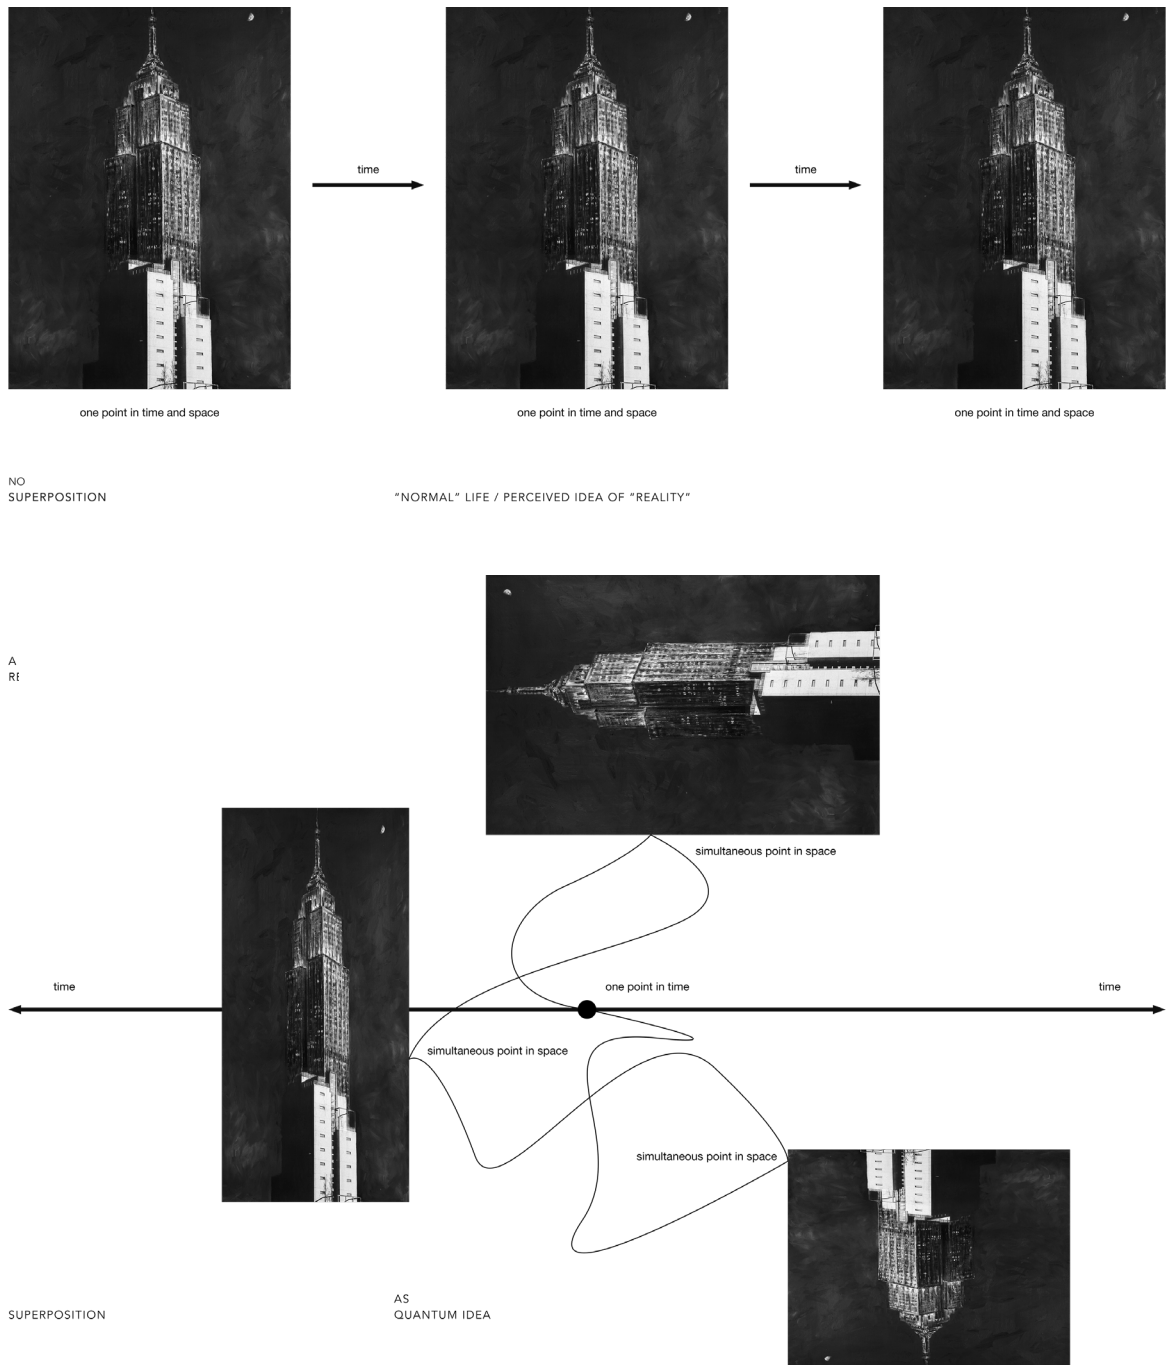 time
time
one point in time and space
one point in time and space
one point in time and space
NO
SUPERPOSITION
“NORMAL” LIFE / PERCEIVED IDEA OF “REALITY”
A
simultaneous point in space
time
one point in time
time
simultaneous point in space
simultaneous point in space
AS
SUPERPOSITION
QUANTUM IDEA